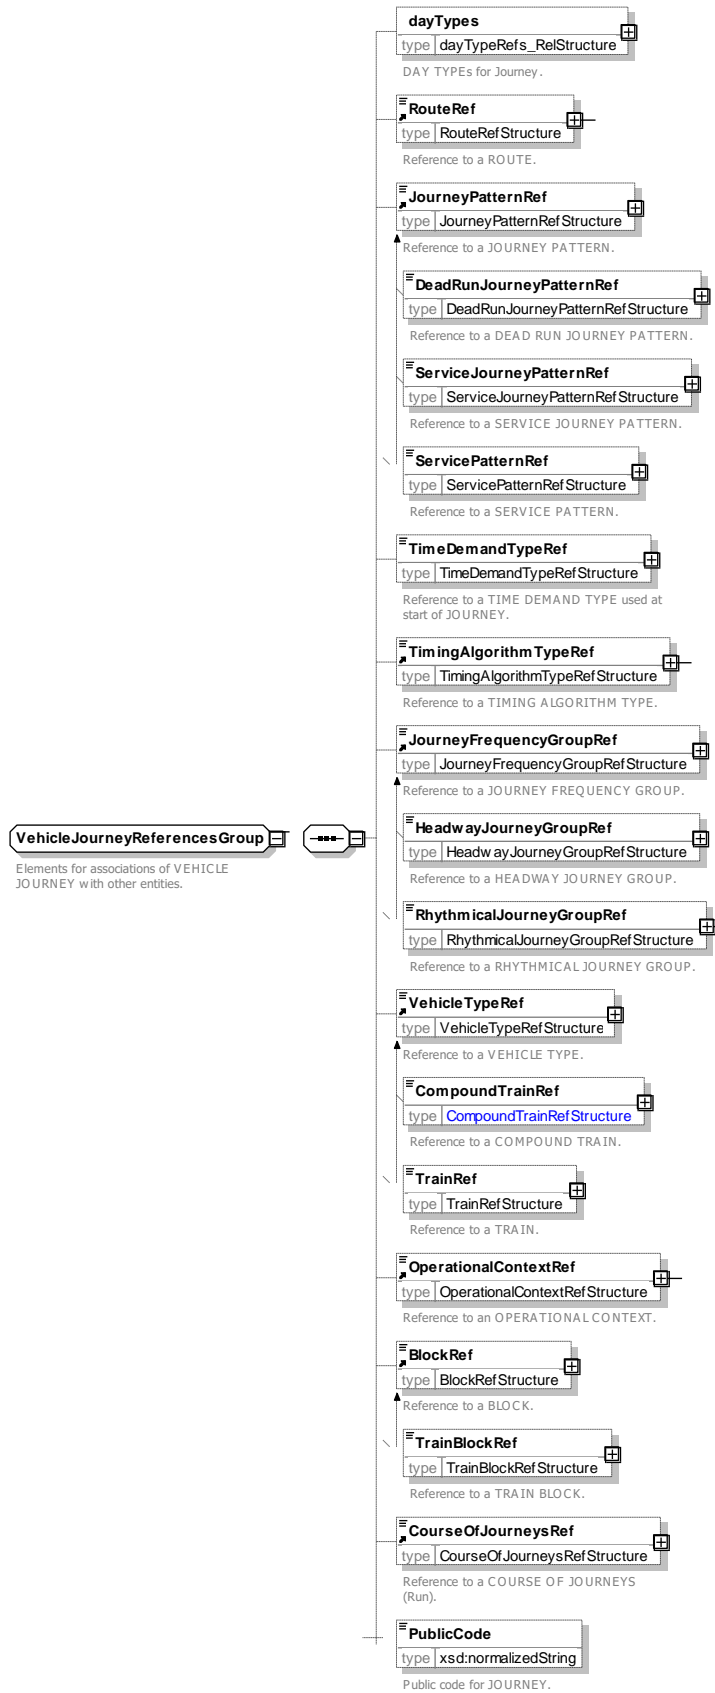 dayTypes
type dayTypeRefs_RelStructure
DAY TYPEs for Journey.
RouteRef
type RouteRefStructure
Reference to a ROUTE.
JourneyPatternRef
type JourneyPatternRefStructure
Reference to a JOURNEY PATTERN.
DeadRunJourneyPatternRef
type DeadRunJourneyPatternRefStructure
Reference to a DEAD RUN JOURNEY PATTERN.
ServiceJourneyPatternRef
type ServiceJourneyPatternRefStructure
Reference to a SERVICE JOURNEY PATTERN.
ServicePatternRef
type ServicePatternRefStructure
Reference to a SERVICE PATTERN.
TimeDemandTypeRef
type TimeDemandTypeRefStructure
Reference to a TIME DEMAND TYPE used at
start of JOURNEY.
TimingAlgorithmTypeRef
type TimingAlgorithmTypeRefStructure
Reference to a TIMING ALGORITHM TYPE.
JourneyFrequencyGroupRef
type JourneyFrequencyGroupRefStructure
Reference to a JOURNEY FREQUENCY GROUP.
VehicleJourneyReferencesGroup
Elements for associations of VEHICLE
JOURNEY with other entities.
HeadwayJourneyGroupRef
type HeadwayJourneyGroupRefStructure
Reference to a HEADWAY JOURNEY GROUP.
RhythmicalJourneyGroupRef
type RhythmicalJourneyGroupRefStructure
Reference to a RHYTHMICAL JOURNEY GROUP.
VehicleTypeRef
type VehicleTypeRefStructure
Reference to a VEHICLE TYPE.
CompoundTrainRef
type CompoundTrainRefStructure
Reference to a COMPOUND TRAIN.
TrainRef
type TrainRefStructure
Reference to a TRAIN.
OperationalContextRef
type OperationalContextRefStructure
Reference to an OPERATIONAL CONTEXT.
BlockRef
type BlockRefStructure
Reference to a BLOCK.
TrainBlockRef
type TrainBlockRefStructure
Reference to a TRAIN BLOCK.
CourseOfJourneysRef
type CourseOfJourneysRefStructure
Reference to a COURSE OF JOURNEYS
(Run).
PublicCode
type xsd:normalizedString
Public code for JOURNEY.